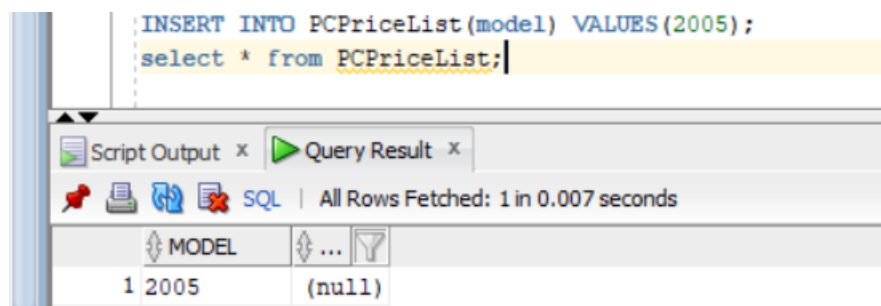 INSERT INTO PCPriceList(model) VALUES(2005);
select * from PCPriceList;
Script Output x Query Result x
SQL | All Rows Fetched: 1 in 0.007 seconds
MODEL ...
1 2005 (null)